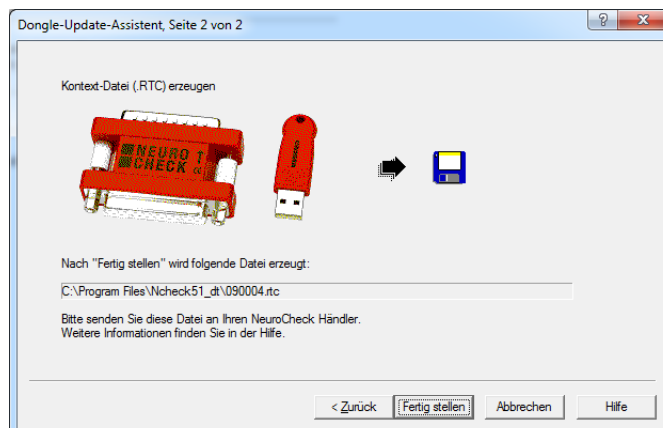 Dongle-Update-Assistent, Seite 2 von 2
Kontext-Datei (.RTC) erzeugen
NEURO
CHECK
Nach "Fertig stellen" wird folgende Datei erzeugt:
C:\Program Files\Ncheck51_dt\090004.rtc
Bitte senden Sie diese Datei an Ihren NeuroCheck Händler.
Weitere Informationen finden Sie in der Hilfe.
< Zurück
Fertig stellen
Abbrechen
Hilfe